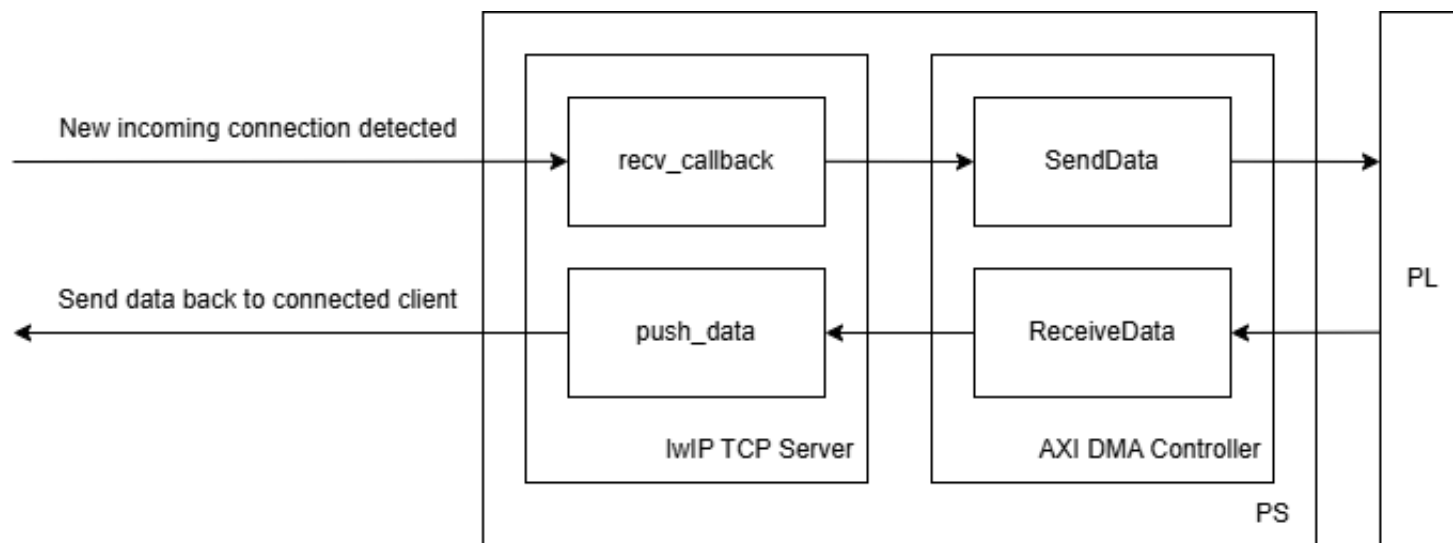 New incoming connection detected
recv_callback
SendData
PL
Send data back to connected client
push_data
ReceiveData
lwIP TCP Server
AXI DMA Controller
PS